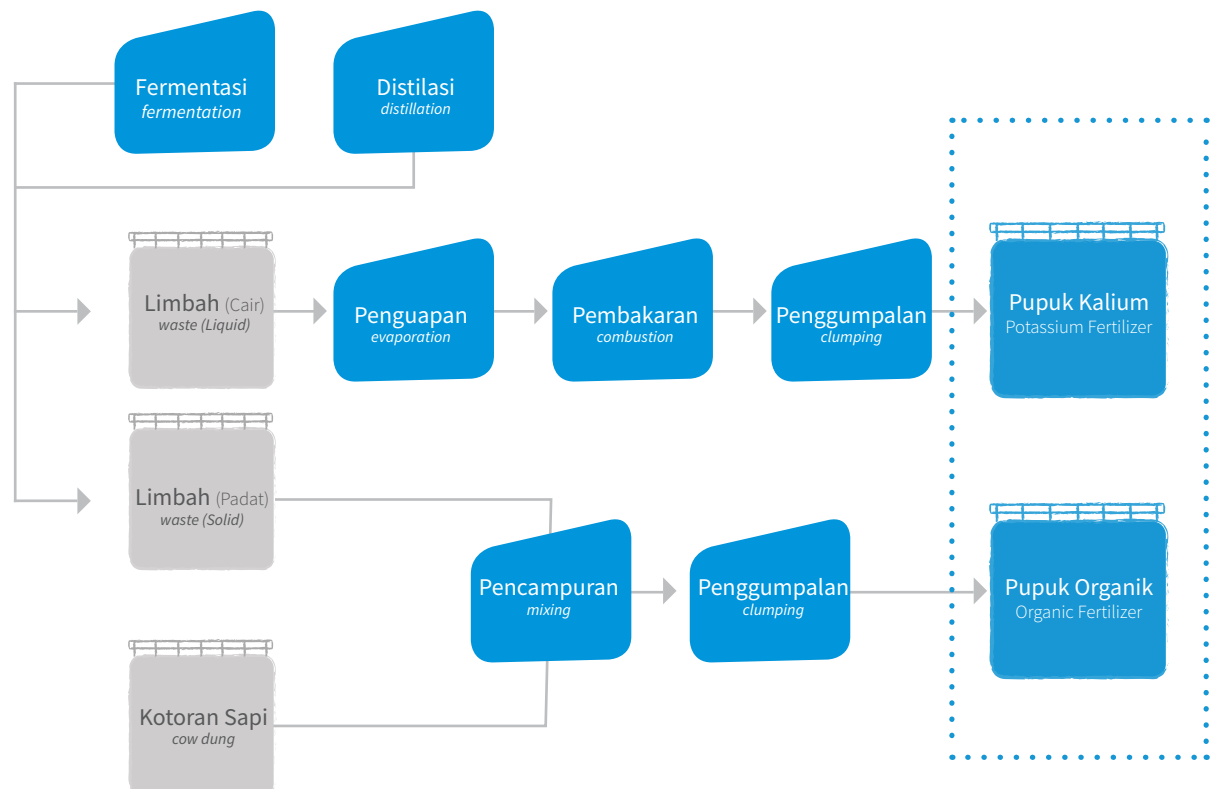 Fermentasi
fermentation
Distilasi
distillation
Limbah (Cair)
waste (Liquid)
Penguapan
evaporation
Pembakaran
combustion
Penggumpalan
clumping
Pupuk Kalium
Potassium Fertilizer
Limbah (Padat)
waste (Solid)
Pencampuran
mixing
Penggumpalan
clumping
Pupuk Organik
Organic Fertilizer
Kotoran Sapi
cow dung